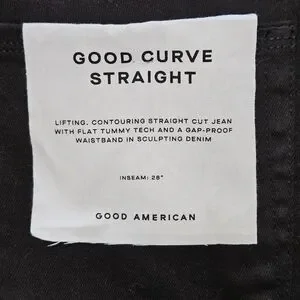 GOOD CURVE
STRAIGHT
LIFTING, CONTOURING STRAIGHT CUT JEAN
WITH FLAT TUMMY TECH AND A GAP-PROOF
WAISTBAND IN SCULPTING DENIM
INSEAM: 28"
GOOD AMERICAN